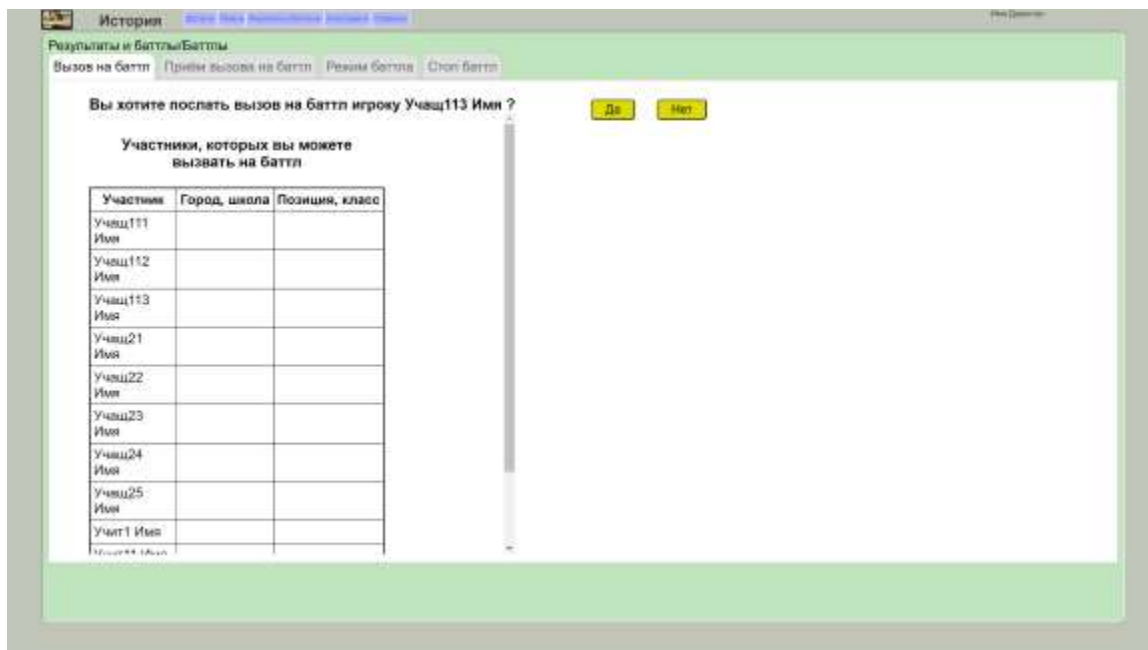 История
Результаты и баттлы/Баттлы
Вызов на баттл Приём вызова на баттл Режим баттла Стоп баттл
Вы хотите послать вызов на баттл игроку Учащ113 Имя ? Да Нет
Участники, которых вы можете
вызвать на баттл
Участник Город, школа Позиция, класс
Учащ111
Имя
Учащ112
Имя
Учащ113
Имя
Учащ21
Имя
Учащ22
Имя
Учащ23
Имя
Учащ24
Имя
Учащ25
Имя
Учит1 Имя